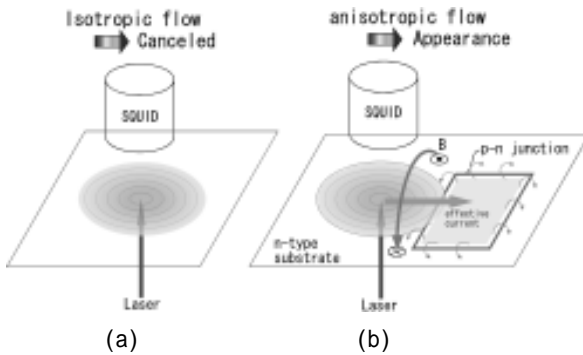 Isotropic flow
Canceled
SQUID
Laser
(a)
anisotropic flow
Appearance
SQUID
B
p-n junction
effective
current
n-type
substrate
Laser
(b)